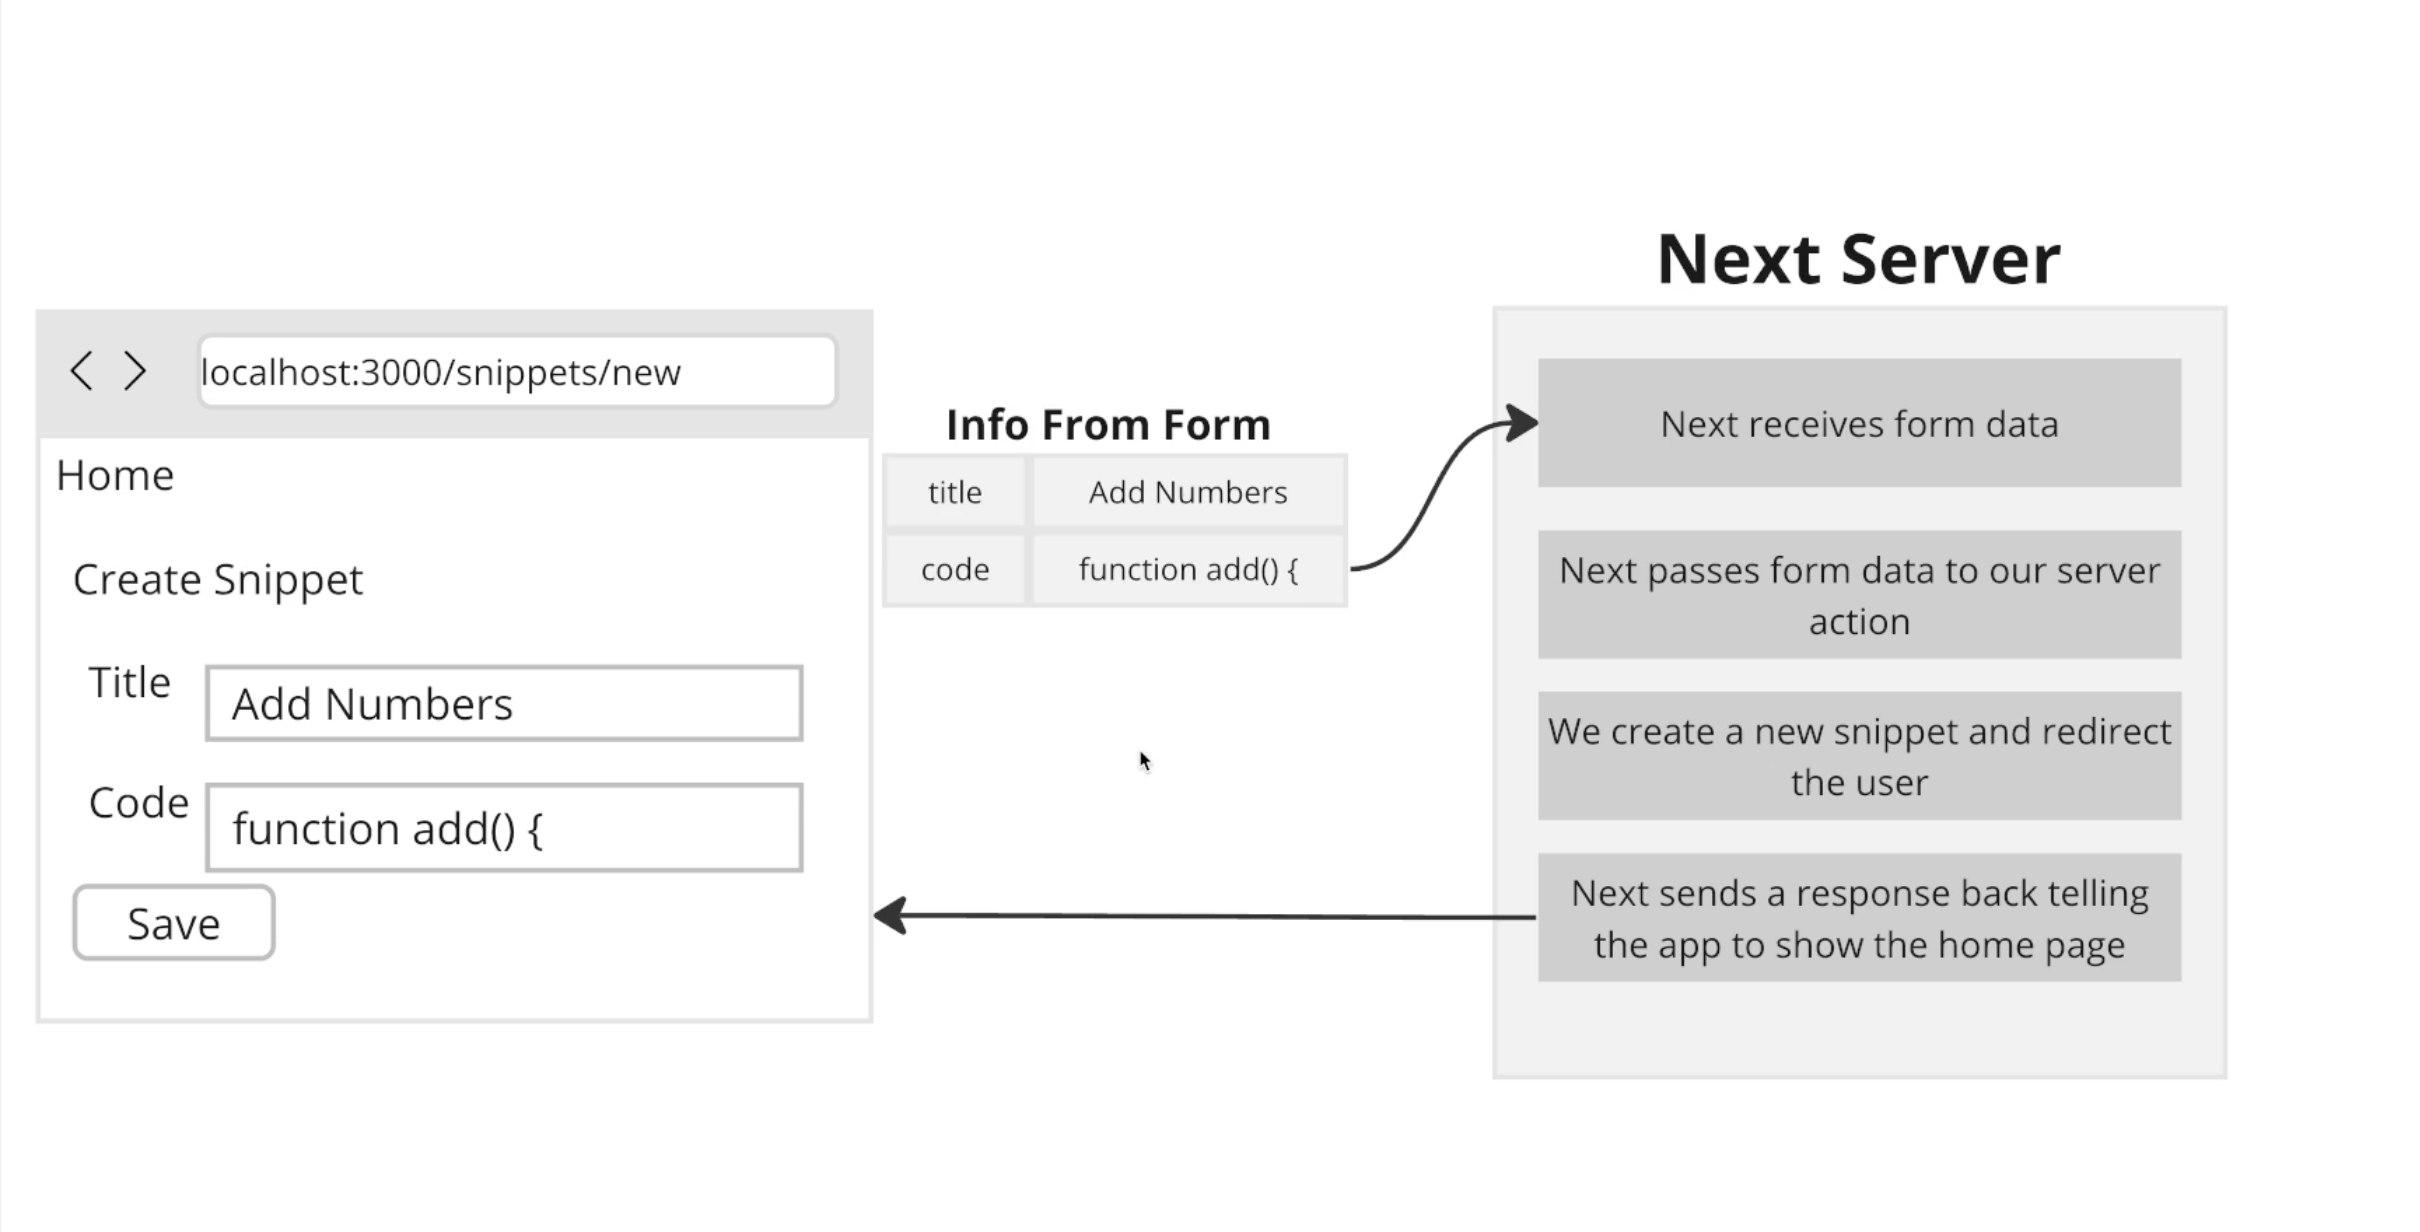 Next Server
localhost:3000/snippets/new
Home
Create Snippet
Title
Add Numbers
Code
function add() {
Save
Info From Form
title
Add Numbers
code
function add() {
Next receives form data
Next passes form data to our server
action
We create a new snippet and redirect
the user
Next sends a response back telling
the app to show the home page